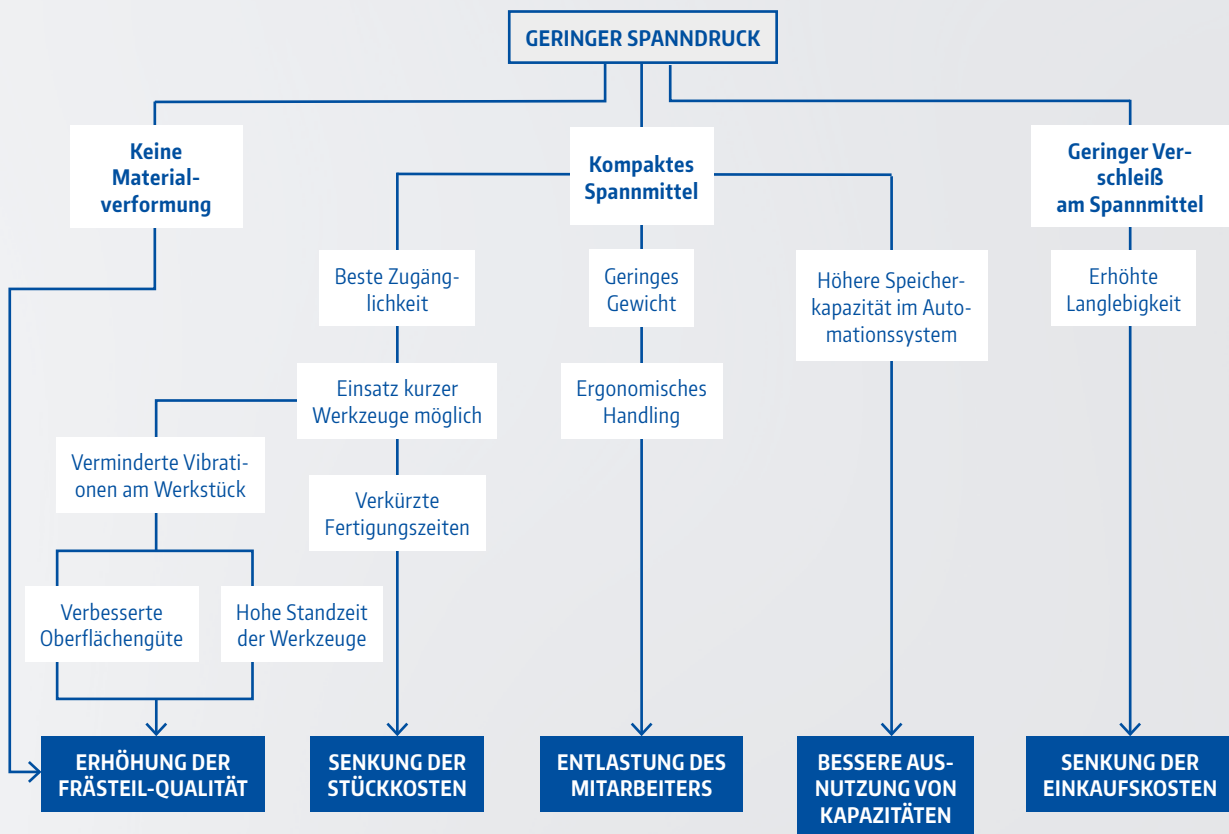 GERINGER SPANNDRUCK
Keine
Material-
verformung
Kompaktes
Spannmittel
Geringer Ver-
schleiß
am Spannmittel
Beste Zugäng-
lichkeit
Geringes
Gewicht
Höhere Speicher-
kapazität im Auto-
mationssystem
Erhöhte
Langlebigkeit
Einsatz kurzer
Werkzeuge möglich
Ergonomisches
Handling
Verminderte Vibrati-
onen am Werkstück
Verkürzte
Fertigungszeiten
Verbesserte
Oberflächengüte
Hohe Standzeit
der Werkzeuge
ERHÖHUNG DER
FRÄSTEIL-QUALITÄT
SENKUNG DER
STÜCKKOSTEN
ENTLASTUNG DES
MITARBEITERS
BESSERE AUS-
NUTZUNG VON
KAPAZITÄTEN
SENKUNG DER
EINKAUFSKOSTEN